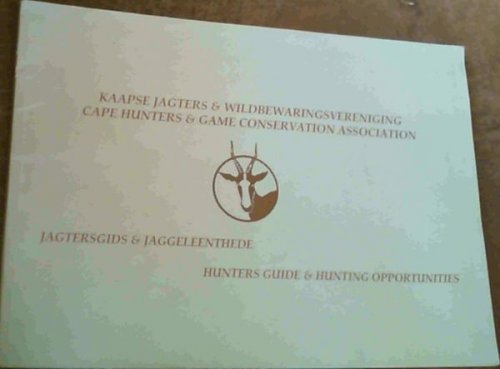 KAAPSE JAGTERS & WILDBEWARINGSVERENIGING
CAPE HUNTERS & GAME CONSERVATION ASSOCIATION
JAGTERSGIDS & JAGGELEENTHEDE
HUNTERS GUIDE & HUNTING OPPORTUNITIES